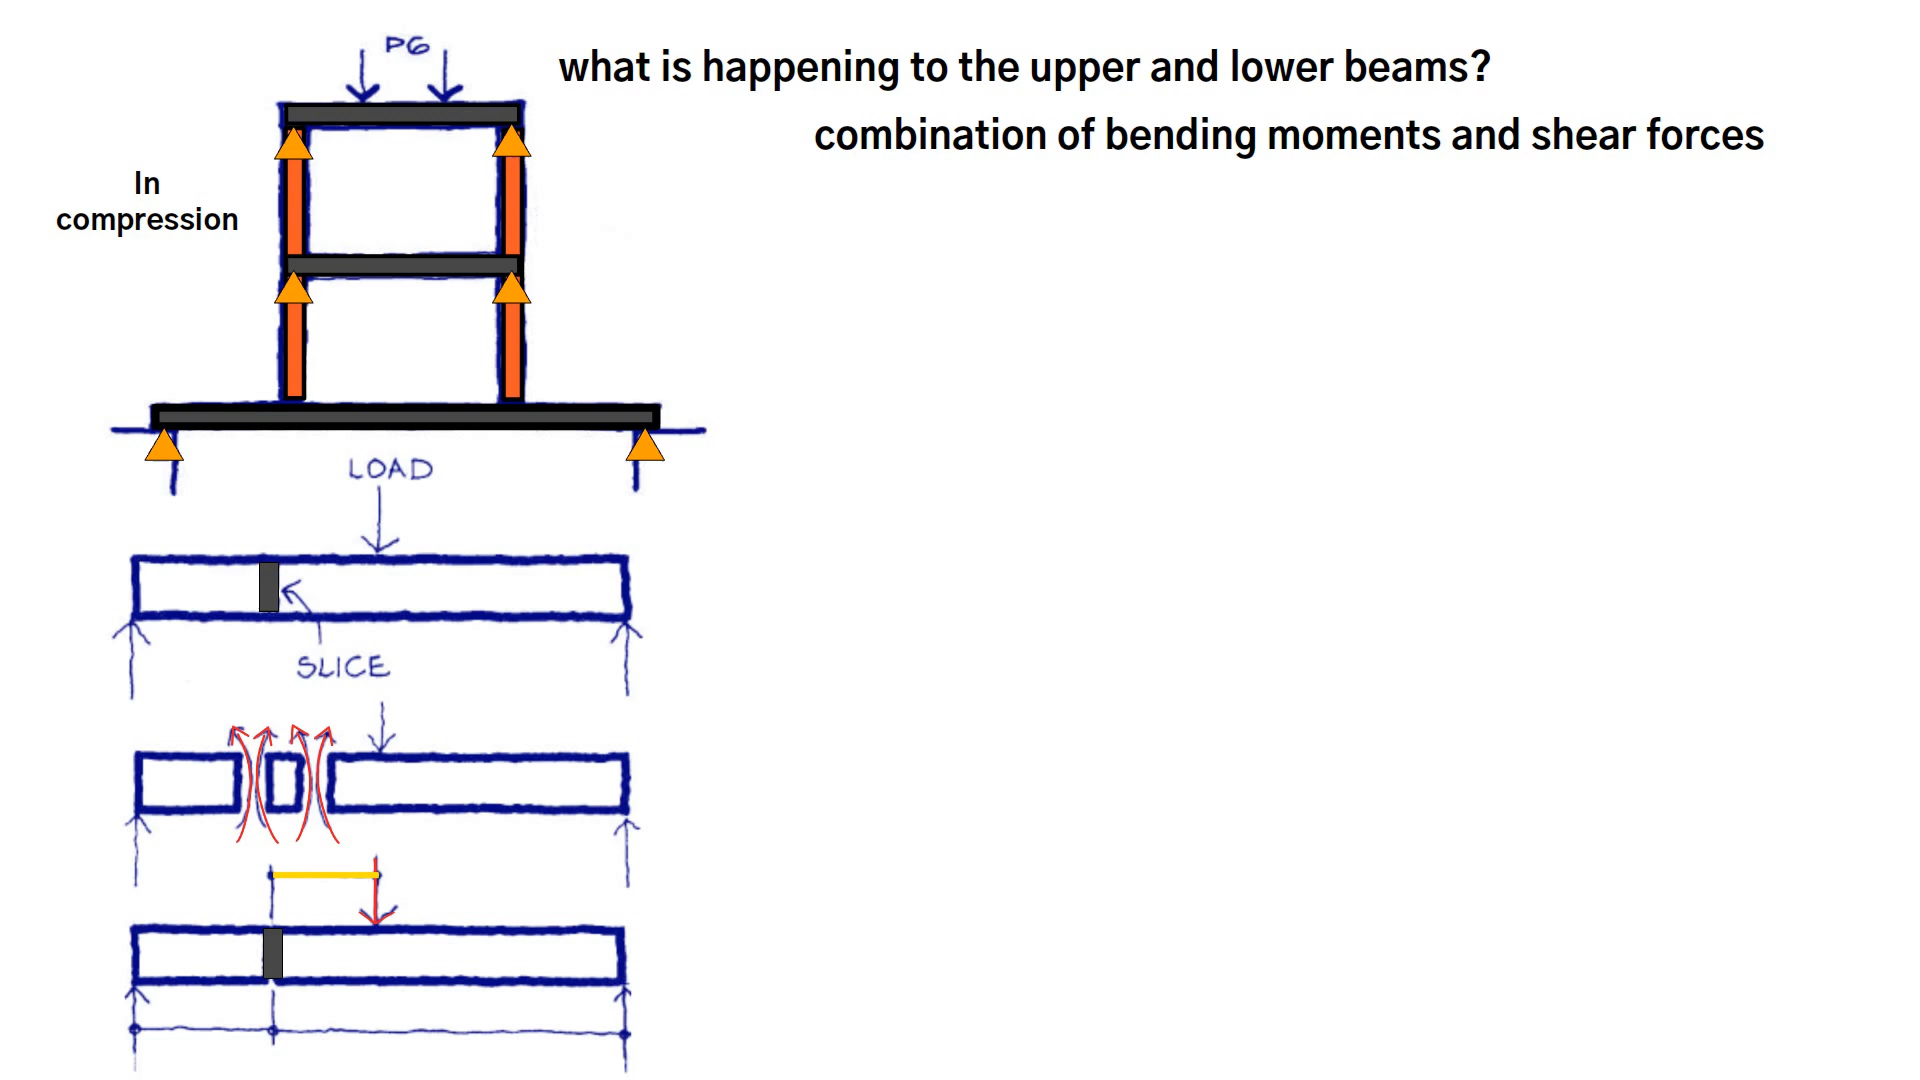 P6
what is happening to the upper and lower beams?
combination of bending moments and shear forces
In
compression
LOAD
SLICE